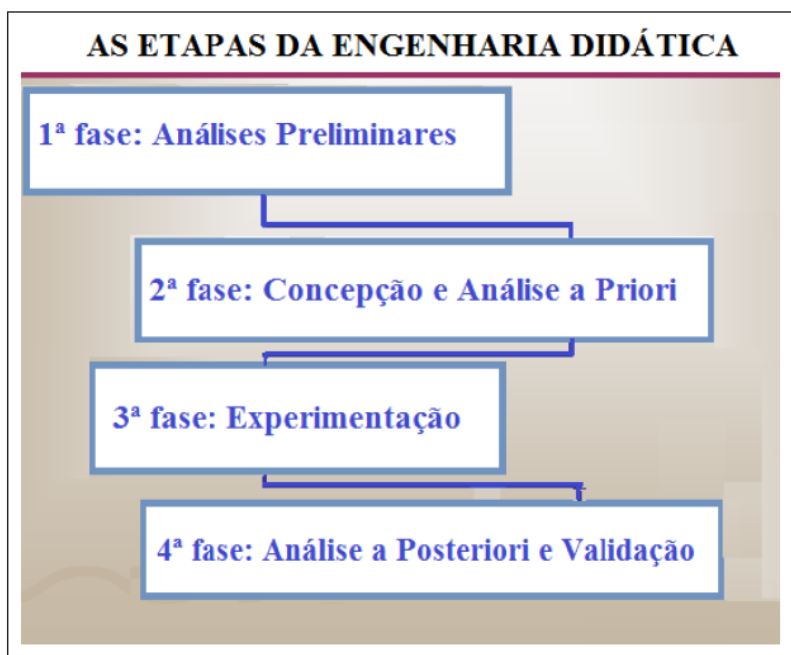 AS ETAPAS DA ENGENHARIA DIDÁTICA
1ª fase: Análises Preliminares
2ª fase: Concepção e Análise a Priori
3ª fase: Experimentação
4ª fase: Análise a Posteriori e Validação